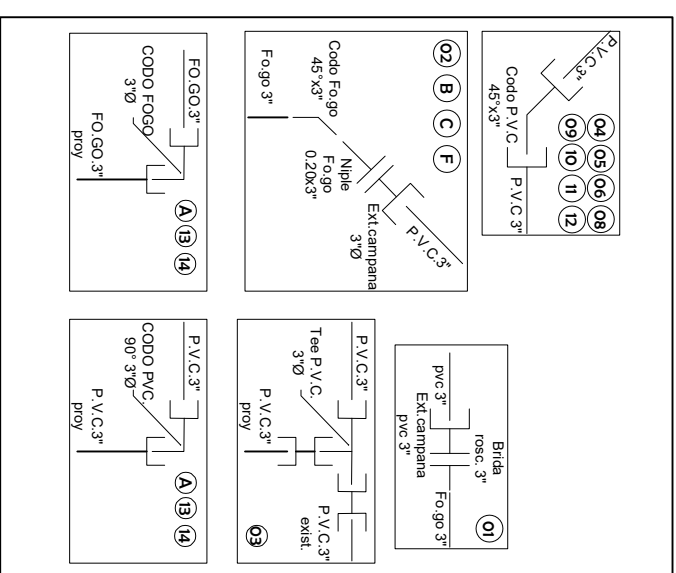 P.V.C.3"
Codo P.V.C.
45°x3"
P.V.C 3"
04 05 06 08
09 10 11 12
02 B C F
Fo.go 3"
Codo Fo.go
45°x3"
Niple
Fo.go
0.20x3"
Ext.campana
3"Ø
P.V.C.3"
FO.GO.3"
CODO FOGO
3"Ø
FO.GO.3"
proy
A 13 14
pvc 3"
Ext.campana
pvc 3"
Brida
rosc. 3"
Fo.go 3"
01
P.V.C.3"
Tee P.V.C.
3"Ø
P.V.C.3"
proy
P.V.C.3"
exist.
03
P.V.C.3"
CODO PVC.
90° 3"Ø
P.V.C.3"
proy
A 13 14